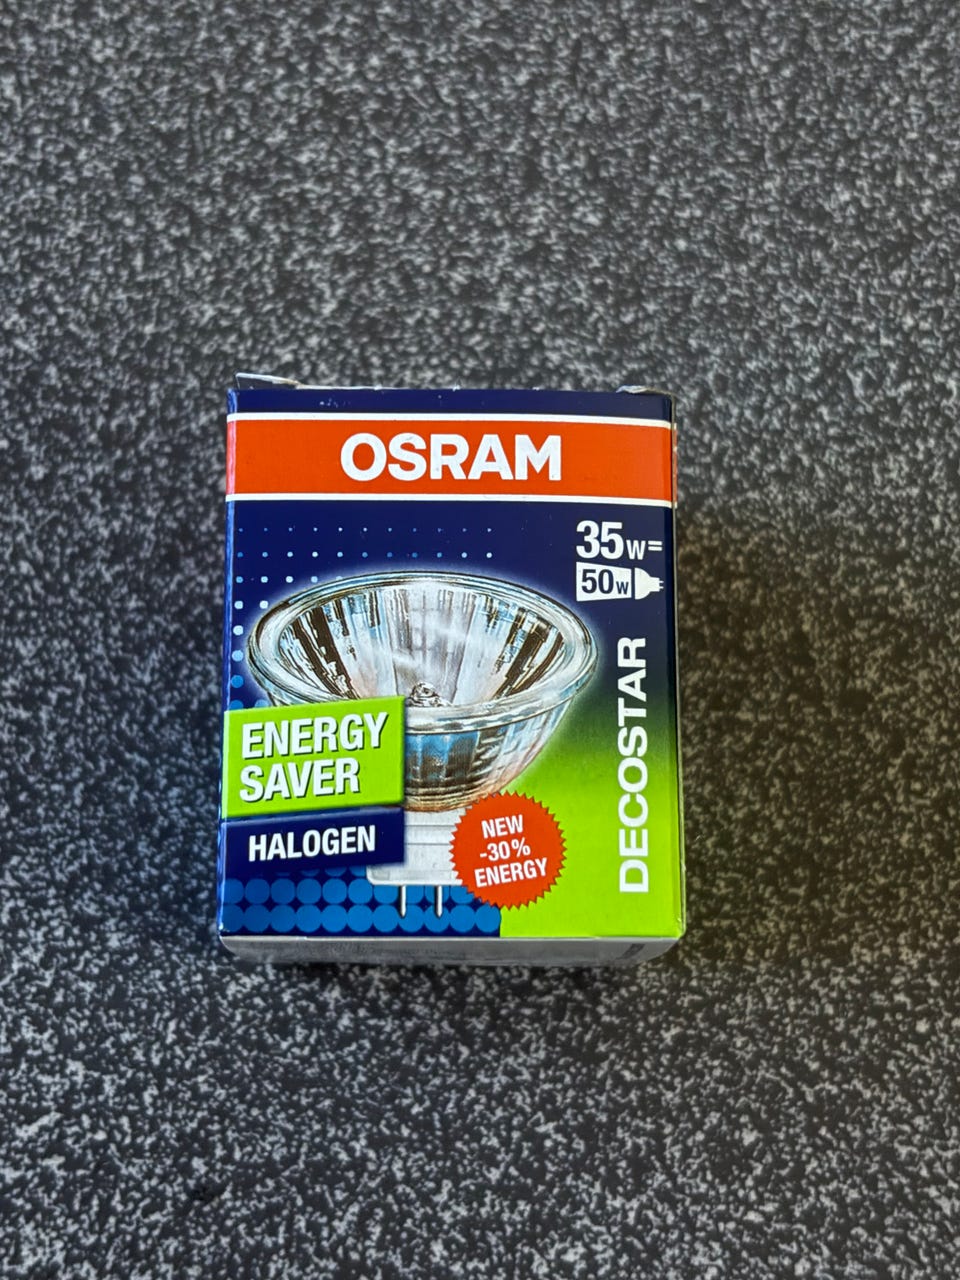 OSRAM
35W=
50W
DECOSTAR
ENERGY
SAVER
HALOGEN
NEW
-30%
ENERGY